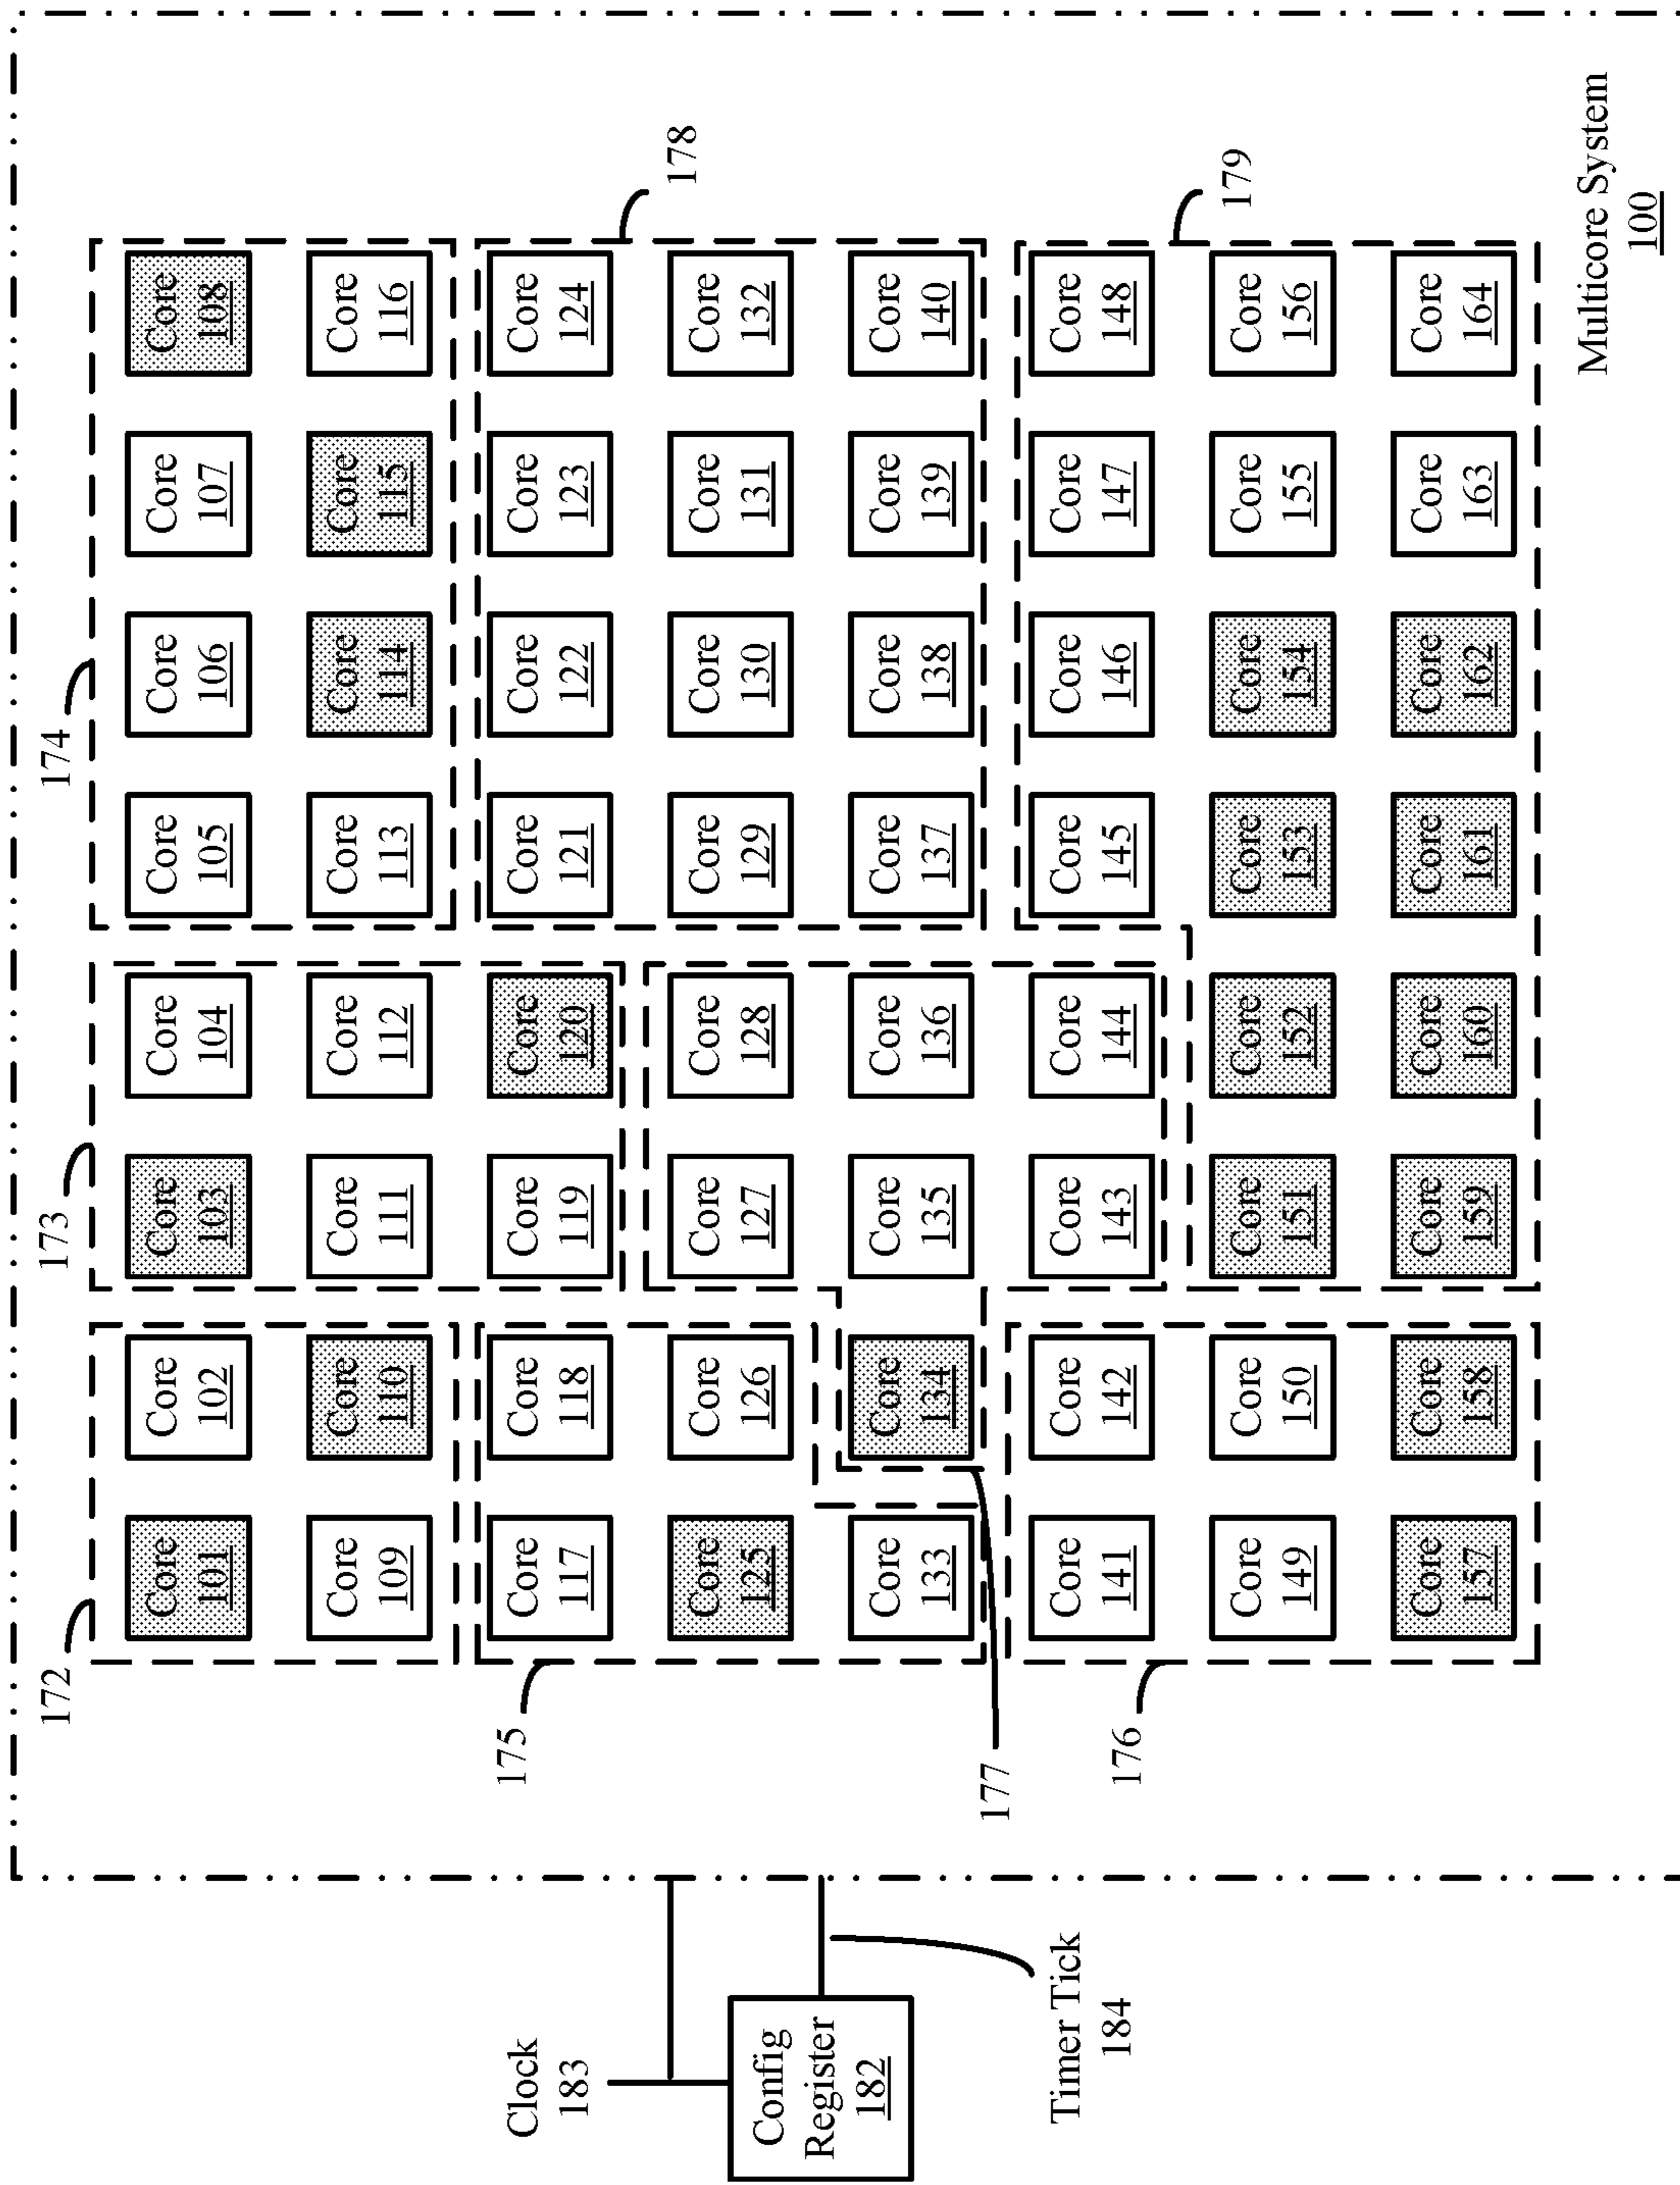 172
173
174
Core
101
Core
102
Core
103
Core
104
Core
105
Core
106
Core
107
Core
108
Core
109
Core
110
Core
111
Core
112
Core
113
Core
114
Core
115
Core
116
Clock
183
175
Core
117
Core
118
Core
119
Core
120
Core
121
Core
122
Core
123
Core
124
178
Config
Register
182
Core
125
Core
126
Core
127
Core
128
Core
129
Core
130
Core
131
Core
132
Core
133
Core
134
Core
135
Core
136
Core
137
Core
138
Core
139
Core
140
177
Timer Tick
184
176
Core
141
Core
142
Core
143
Core
144
Core
145
Core
146
Core
147
Core
148
179
Core
149
Core
150
Core
151
Core
152
Core
153
Core
154
Core
155
Core
156
Core
157
Core
158
Core
159
Core
160
Core
161
Core
162
Core
163
Core
164
Multicore System
100